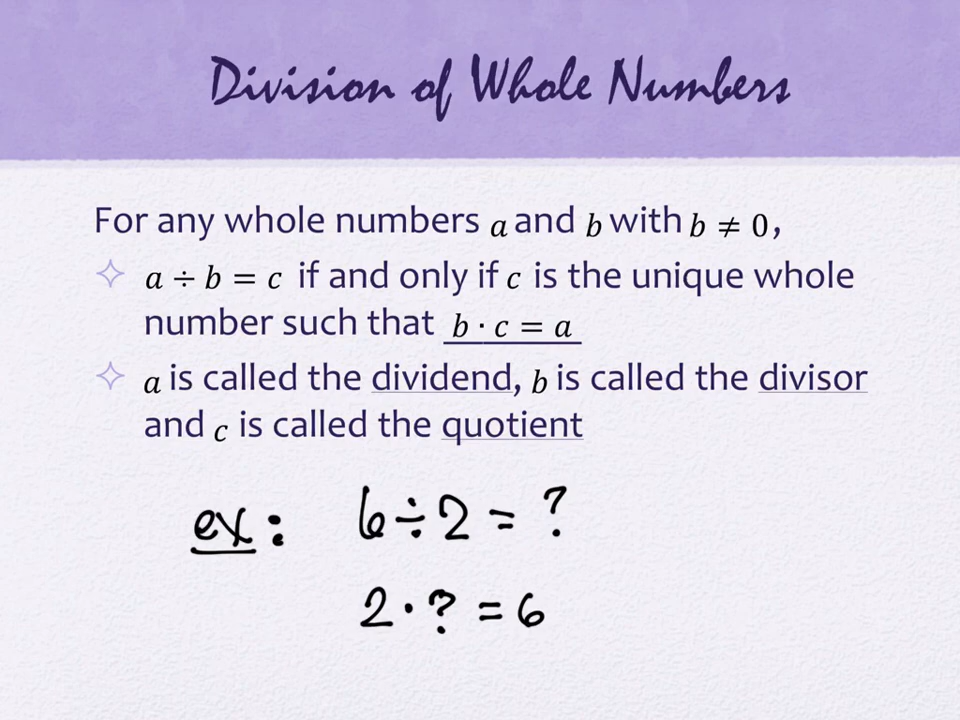 Division of Whole Numbers
For any whole numbers a and b with b ≠ 0,
a ÷ b = c if and only if c is the unique whole
number such that b · c = a
a is called the dividend, b is called the divisor
and c is called the quotient
ex: 6 ÷ 2 = ?
2 · ? = 6